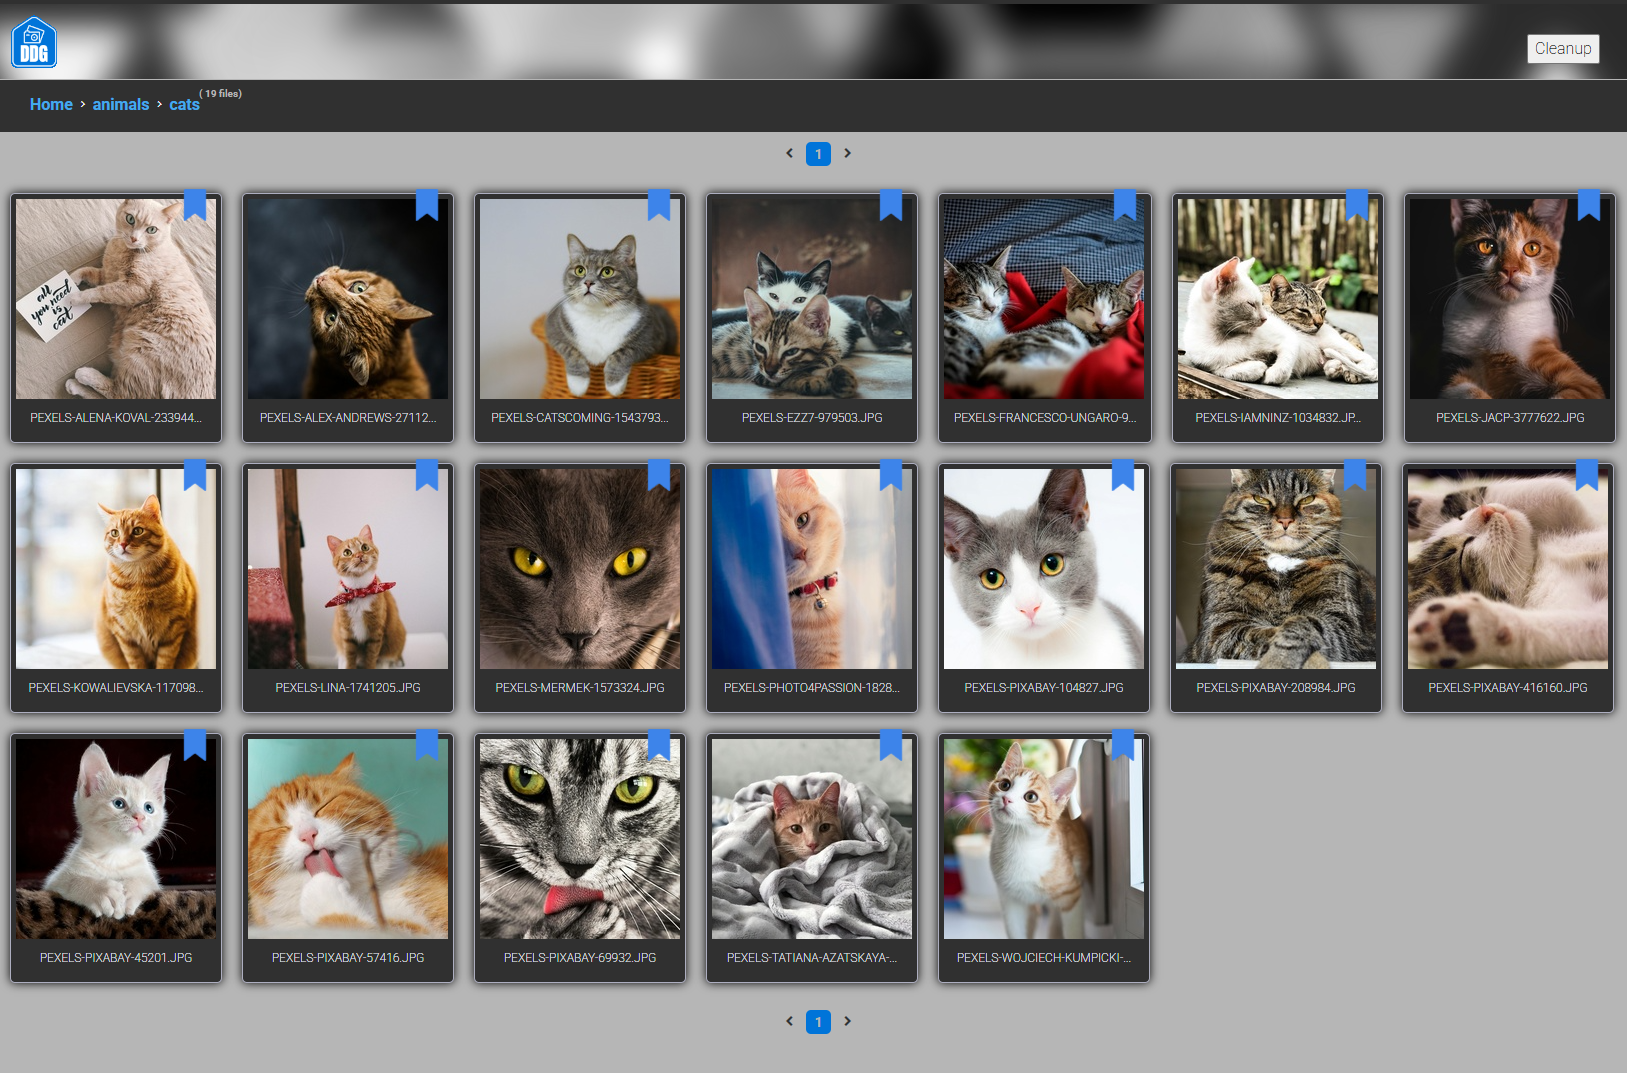 DDG
Cleanup
Home > animals > cats ( 19 files)
< 1 >
all
you need
is
cat
PEXELS-ALENA-KOVAL-233944...
PEXELS-ALEX-ANDREWS-27112...
PEXELS-CATSCOMING-1543793...
PEXELS-EZZ7-979503.JPG
PEXELS-FRANCESCO-UNGARO-9...
PEXELS-IAMNINZ-1034832.JP...
PEXELS-JACP-3777622.JPG
PEXELS-KOWALIEVSKA-117098...
PEXELS-LINA-1741205.JPG
PEXELS-MERMEK-1573324.JPG
PEXELS-PHOTO4PASSION-1828...
PEXELS-PIXABAY-104827.JPG
PEXELS-PIXABAY-208984.JPG
PEXELS-PIXABAY-416160.JPG
PEXELS-PIXABAY-45201.JPG
PEXELS-PIXABAY-57416.JPG
PEXELS-PIXABAY-69932.JPG
PEXELS-TATIANA-AZATSKAYA-...
PEXELS-WOJCIECH-KUMPICKI-...
< 1 >